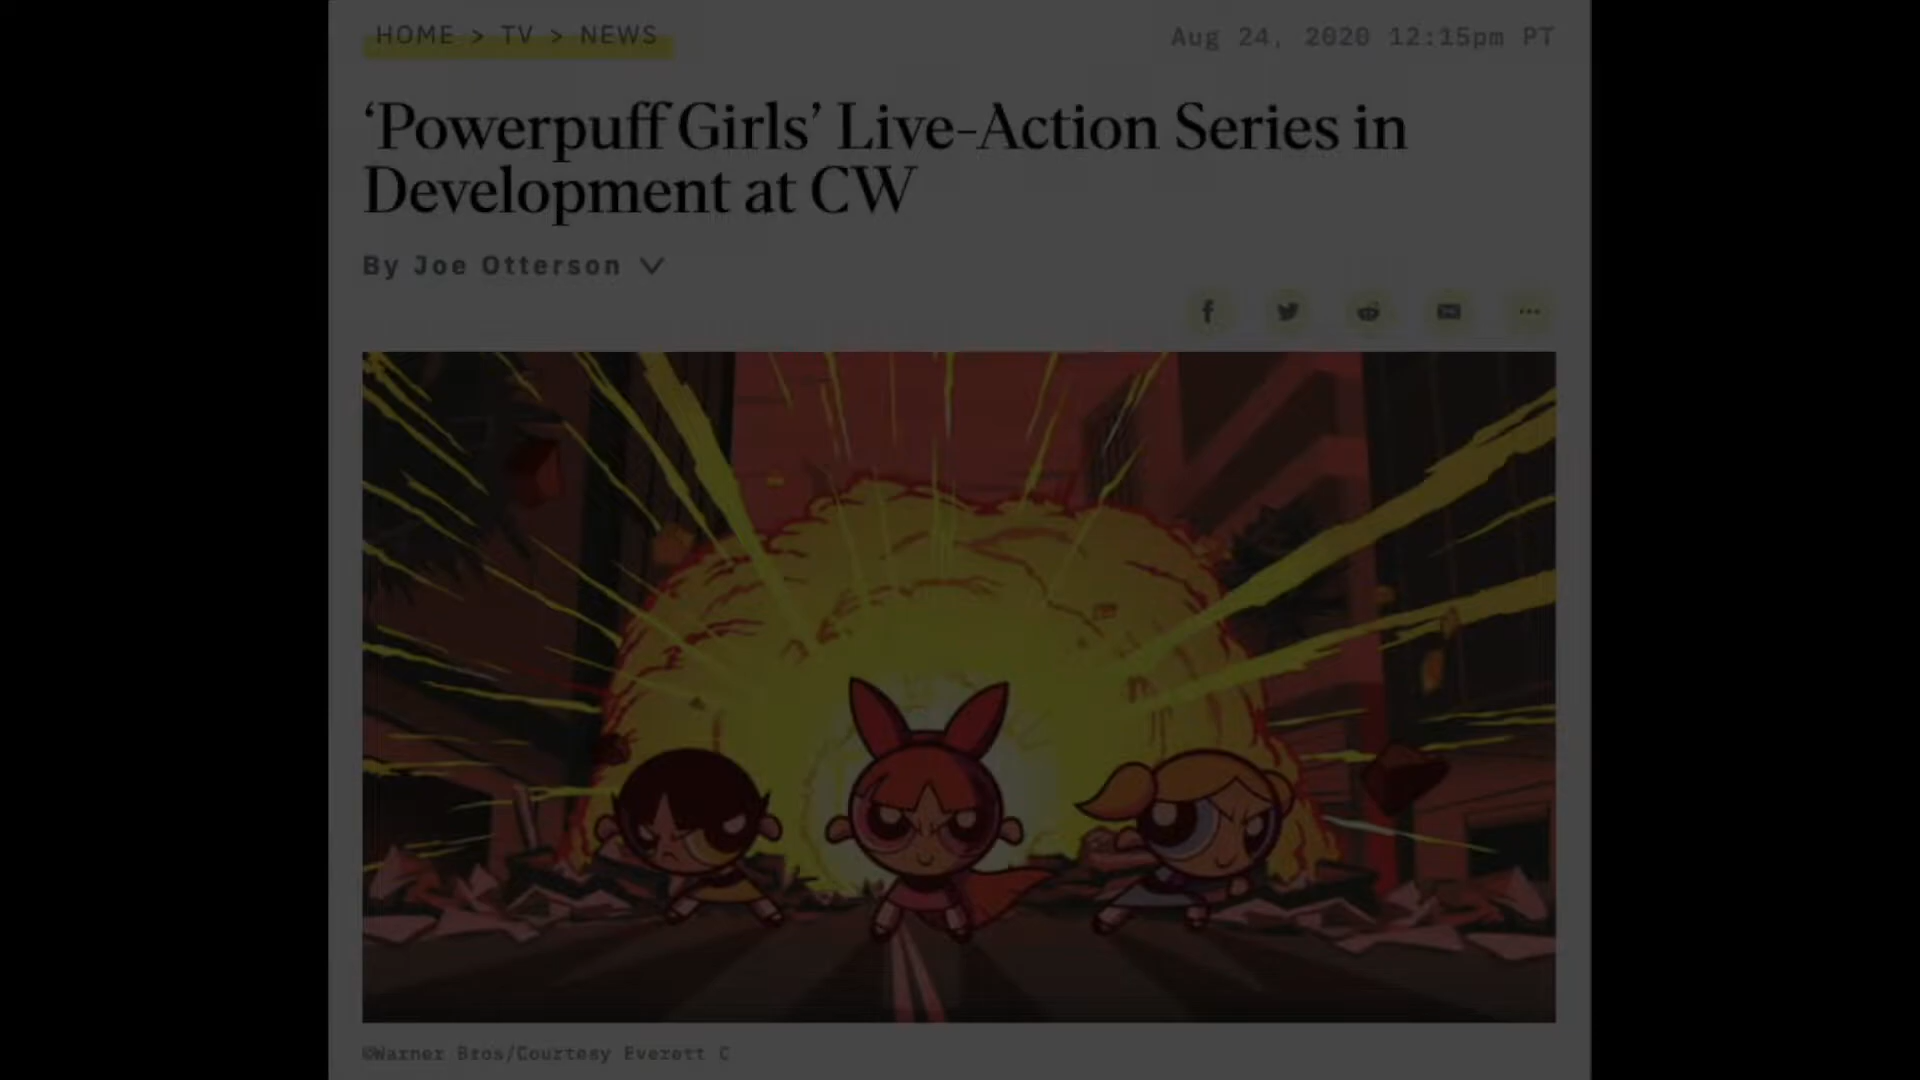 HOME > TV > NEWS
Aug 24, 2020 12:15pm PT
‘Powerpuff Girls’ Live-Action Series in
Development at CW
By Joe Otterson
©Warner Bros/Courtesy Everett C